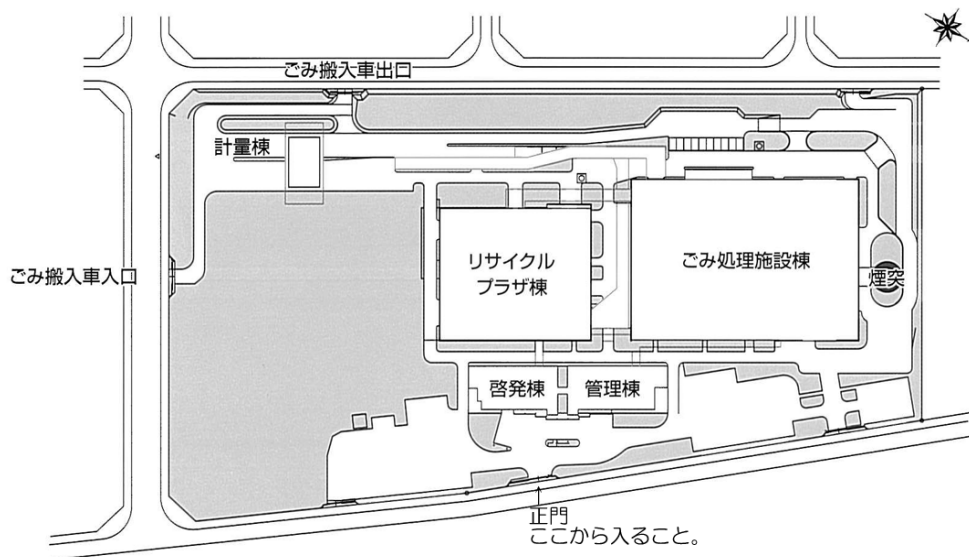 ごみ搬入車出口
計量棟
ごみ搬入車入口
リサイクル
プラザ棟
ごみ処理施設棟
煙突
啓発棟
管理棟
正門
ここから入ること。